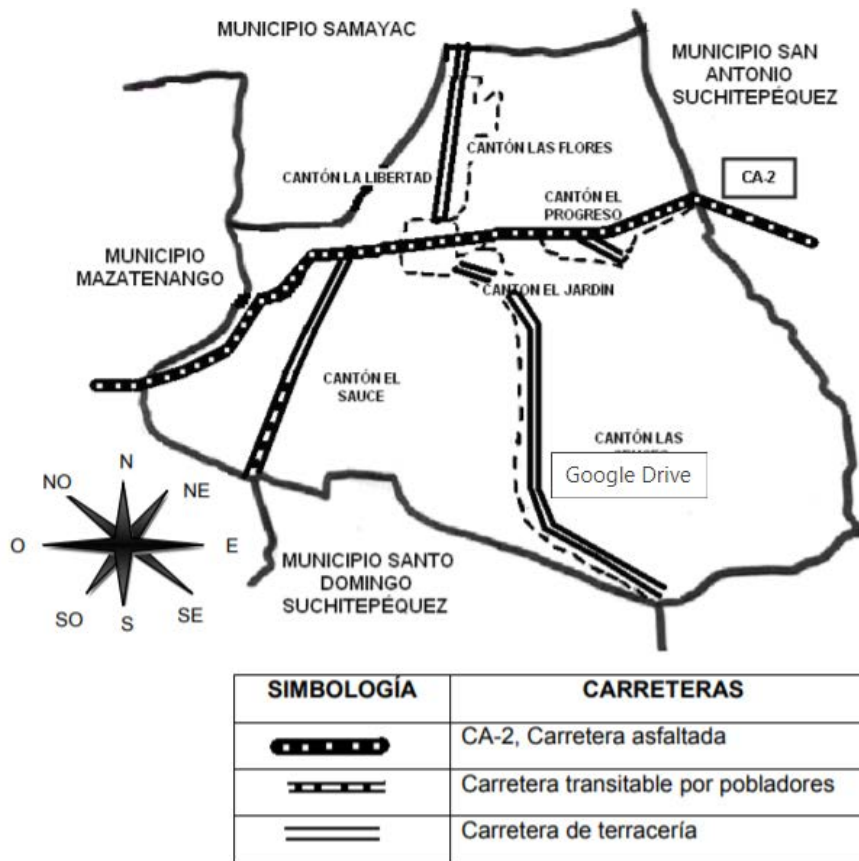 MUNICIPIO SAMAYAC
MUNICIPIO SAN
ANTONIO
SUCHITEPÉQUEZ
CANTÓN LAS FLORES
CANTÓN LA LIBERTAD
CA-2
CANTÓN EL
PROGRESO
MUNICIPIO
MAZATENANGO
CANTON EL JARDÍN
CANTÓN EL
SAUCE
CANTÓN LAS
Google Drive
N
NO
NE
O
E
SO
S
SE
MUNICIPIO SANTO
DOMINGO
SUCHITEPÉQUEZ
SIMBOLOGÍA
CARRETERAS
CA-2, Carretera asfaltada
Carretera transitable por pobladores
Carretera de terracería